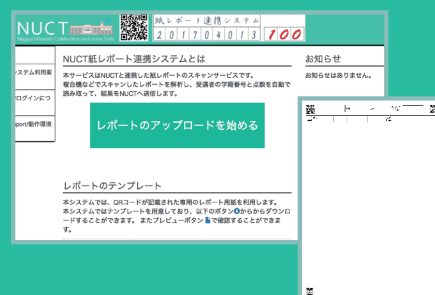 NUCT
Nagoya University Collaboration and course Tools
紙レポート連携システム
201704013 100
NUCT紙レポート連携システムとは
お知らせ
システム利用案
本サービスはNUCTと連携した紙レポートのスキャンサービスです。
お知らせはありません。
複合機などでスキャンしたレポートを解析し、受講者の学籍番号と点数を自動で
ログインにつ
読み取って、結果をNUCTへ送信します。
port/動作環境
レポートのアップロードを始める
レポートのテンプレート
本システムでは、QRコードが記載された専用のレポート用紙を利用します。
本システムではテンプレートを用意しており、以下のボタンからからダウンロ
ードすることができます。またプレビューボタンで確認することができま
す。